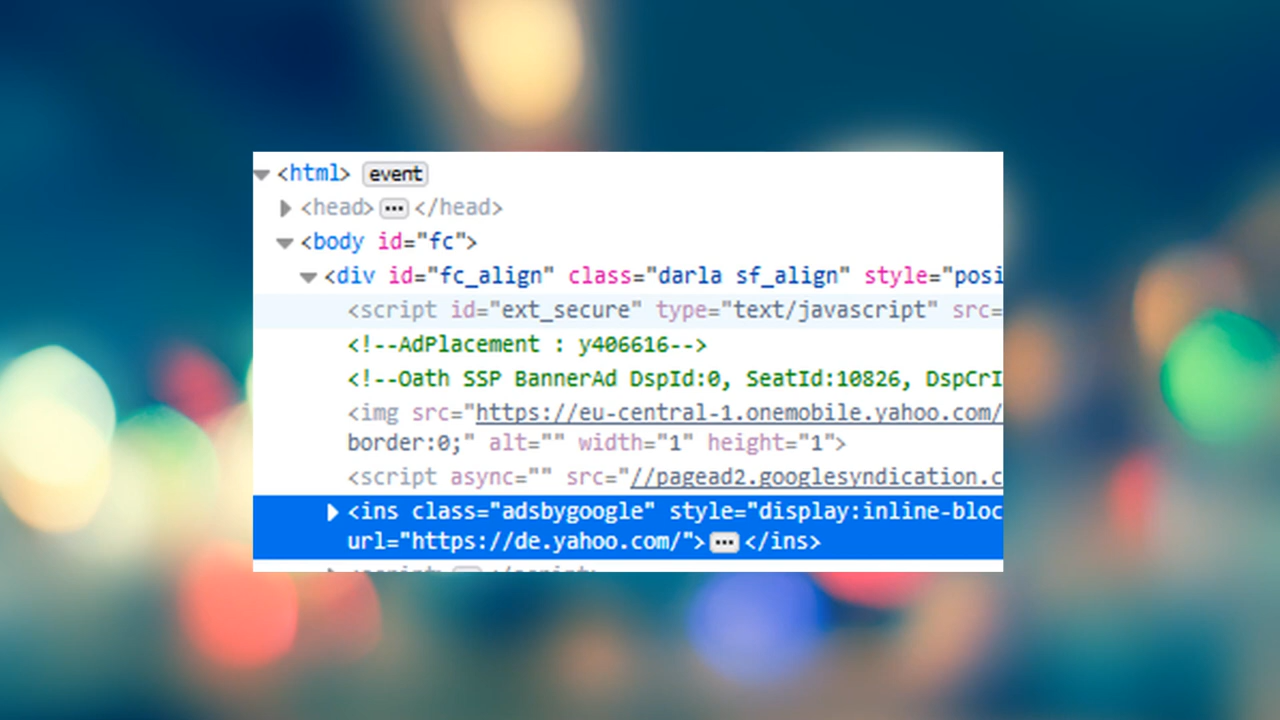 <html> event
<head> ••• </head>
<body id="fc">
<div id="fc_align" class="darla sf_align" style="posi
<script id="ext_secure" type="text/javascript" src=
<!--AdPlacement : y406616-->
<!--Oath SSP BannerAd DspId:0, SeatId:10826, DspCrI
<img src="https://eu-central-1.onemobile.yahoo.com/
border:0;" alt="" width="1" height="1">
<script async="" src="//pagead2.googlesyndication.c
<ins class="adsbygoogle" style="display:inline-bloc
url="https://de.yahoo.com/"> ••• </ins>